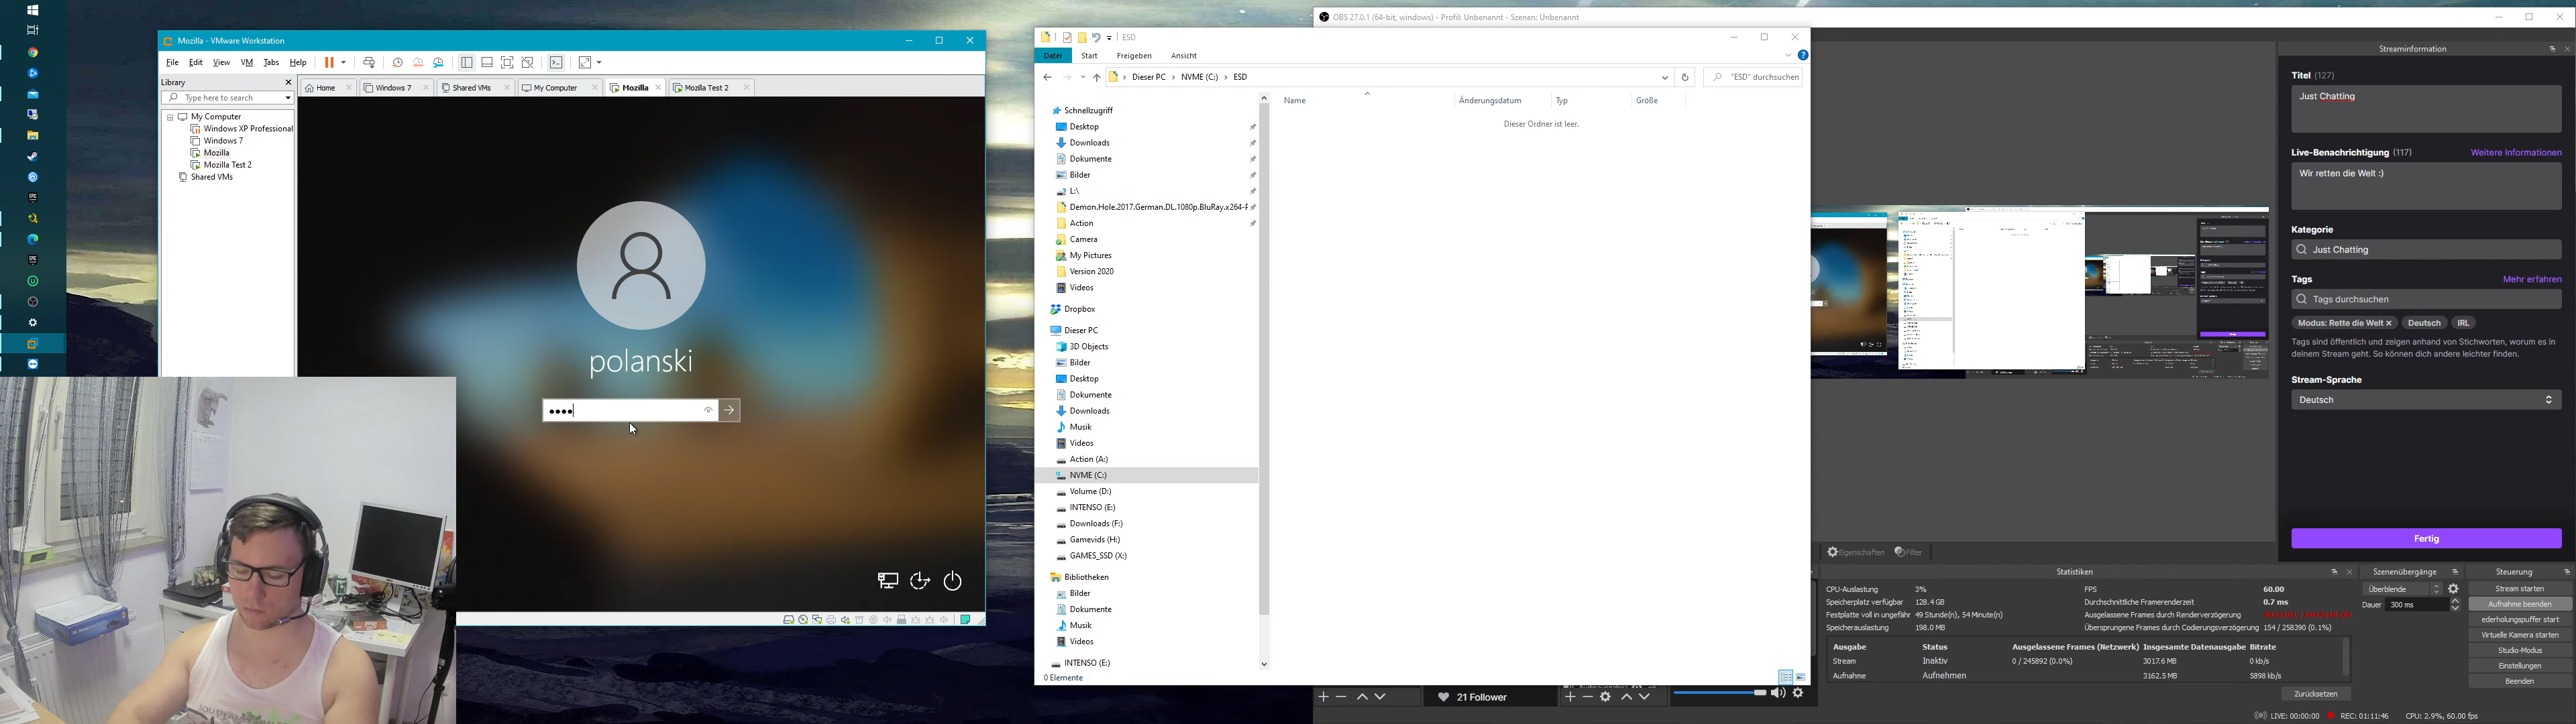 Mozilla - VMware Workstation
File Edit View VM Tabs Help
Library
Type here to search
My Computer
Windows XP Professional
Windows 7
Mozilla
Mozilla Test 2
Shared VMs
Home
Windows 7
Shared VMs
My Computer
Mozilla
Mozilla Test 2
polanski
ESD
Datei Start Freigeben Ansicht
Dieser PC > NVME (C:) > ESD
"ESD" durchsuchen
Name Änderungsdatum Typ Größe
Dieser Ordner ist leer.
Schnellzugriff
Desktop
Downloads
Dokumente
Bilder
L:\
Demon.Hole.2017.German.DL.1080p.BluRay.x264-F
Action
Camera
My Pictures
Version 2020
Videos
Dropbox
Dieser PC
3D Objects
Bilder
Desktop
Dokumente
Downloads
Musik
Videos
Action (A:)
NVME (C:)
Volume (D:)
INTENSO (E:)
Downloads (F:)
Gamevids (H:)
GAMES_SSD (X:)
Bibliotheken
Bilder
Dokumente
Musik
Videos
INTENSO (E:)
0 Elemente
OBS 27.0.1 (64-bit, windows) - Profil: Unbenannt - Szenen: Unbenannt
Streaminformation
Titel (127)
Just Chatting
Live-Benachrichtigung (117) Weitere Informationen
Wir retten die Welt :)
Kategorie
Just Chatting
Tags Mehr erfahren
Tags durchsuchen
Modus: Rette die Welt × Deutsch IRL
Tags sind öffentlich und zeigen anhand von Stichworten, worum es in
deinem Stream geht. So können dich andere leichter finden.
Stream-Sprache
Deutsch
Fertig
Eigenschaften Filter
Statistiken
CPU-Auslastung 3% FPS 60.00
Speicherplatz verfügbar 128.4 GB Durchschnittliche Framerenderzeit 0.7 ms
Festplatte voll in ungefähr 49 Stunde(n), 54 Minute(n) Ausgelassene Frames durch Renderverzögerung
Speicherauslastung 198.0 MB Übersprungene Frames durch Codierungsverzögerung 154 / 258390 (0.1%)
Ausgabe Status Ausgelassene Frames (Netzwerk) Insgesamte Datenausgabe Bitrate
Stream Inaktiv 0 / 245892 (0.0%) 3017.6 MB 0 kb/s
Aufnahme Aufnehmen 3162.5 MB 5898 kb/s
Zurücksetzen
Szenenübergänge
Überblende
Dauer 300 ms
Steuerung
Stream starten
Aufnahme beenden
ederholungspuffer start
Virtuelle Kamera starten
Studio-Modus
Einstellungen
Beenden
21 Follower
LIVE: 00:00:00 REC: 01:11:46 CPU: 2.9%, 60.00 fps